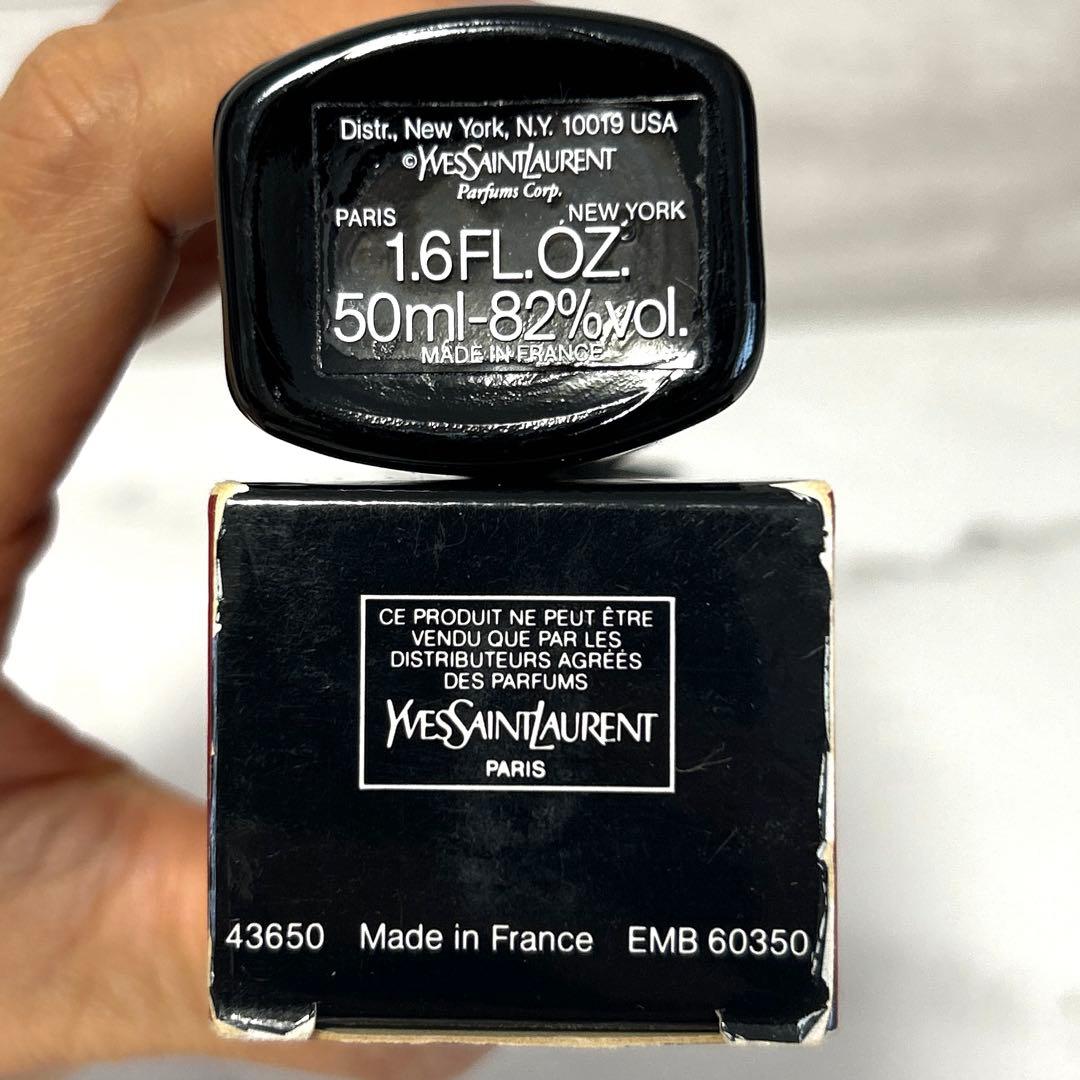 Distr., New York, N.Y. 10019 USA
©YVESSAINTLAURENT
Parfums Corp.
PARIS NEW YORK
1.6 FL.OZ.
50ml-82%vol.
MADE IN FRANCE
CE PRODUIT NE PEUT ÊTRE
VENDU QUE PAR LES
DISTRIBUTEURS AGRÉÉS
DES PARFUMS
YVESSAINTLAURENT
PARIS
43650 Made in France EMB 60350